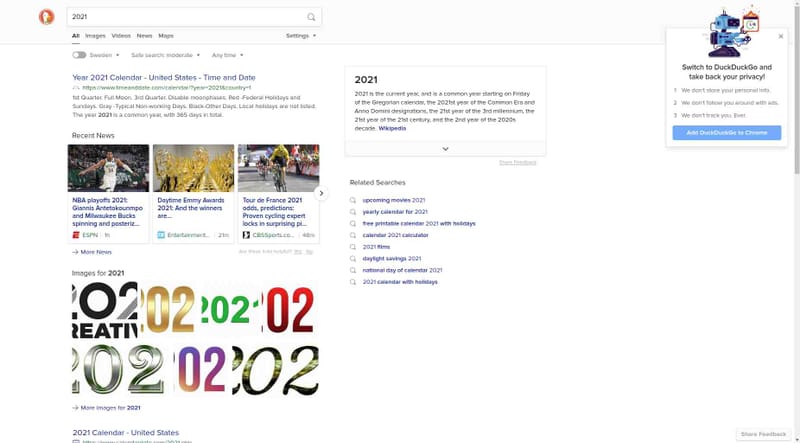 2021
All Images Videos News Maps Settings
Sweden Safe search: moderate Any time
Year 2021 Calendar - United States - Time and Date
https://www.timeanddate.com/calendar/?year=2021&country=1
1st Quarter. Full Moon. 3rd Quarter. Disable moonphases. Red -Federal Holidays and
Sundays. Gray -Typical Non-working Days. Black-Other Days. Local holidays are not listed.
The year 2021 is a common year, with 365 days in total.
Recent News
NBA playoffs 2021:
Giannis Antetokounmpo
and Milwaukee Bucks
spinning and posteriz...
ESPN 1h
Daytime Emmy Awards
2021: And the winners
are...
Entertainment... 21m
Tour de France 2021
odds, predictions:
Proven cycling expert
locks in surprising pi...
CBSSports.co... 48m
More News
Are these links helpful? Yes No
Images for 2021
202
REATIV
202
2021
202
202
202
202
More Images for 2021
2021 Calendar - United States
2021
2021 is the current year, and is a common year starting on Friday
of the Gregorian calendar, the 2021st year of the Common Era and
Anno Domini designations, the 21st year of the 3rd millennium, the
21st year of the 21st century, and the 2nd year of the 2020s
decade. Wikipedia
Share Feedback
Related Searches
upcoming movies 2021
yearly calendar for 2021
free printable calendar 2021 with holidays
calendar 2021 calculator
2021 films
daylight savings 2021
national day of calendar 2021
2021 calendar with holidays
Switch to DuckDuckGo and
take back your privacy!
1 We don't store your personal info.
2 We don't follow you around with ads.
3 We don't track you. Ever.
Add DuckDuckGo to Chrome
Share Feedback